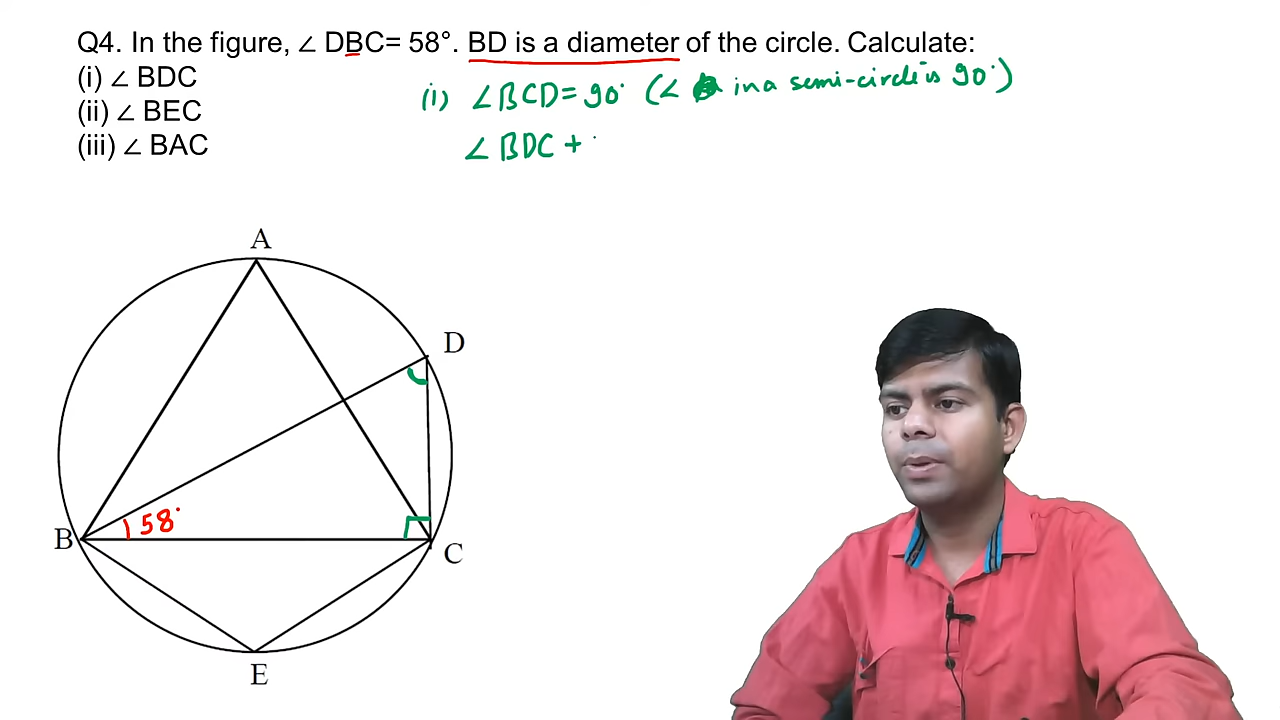 Q4. In the figure, ∠ DBC= 58°. BD is a diameter of the circle. Calculate:
(i) ∠ BDC
(ii) ∠ BEC
(iii) ∠ BAC
(i) ∠BCD = 90° (∠ in a semi-circle is 90°)
∠ BDC +
A
D
B
58°
C
E